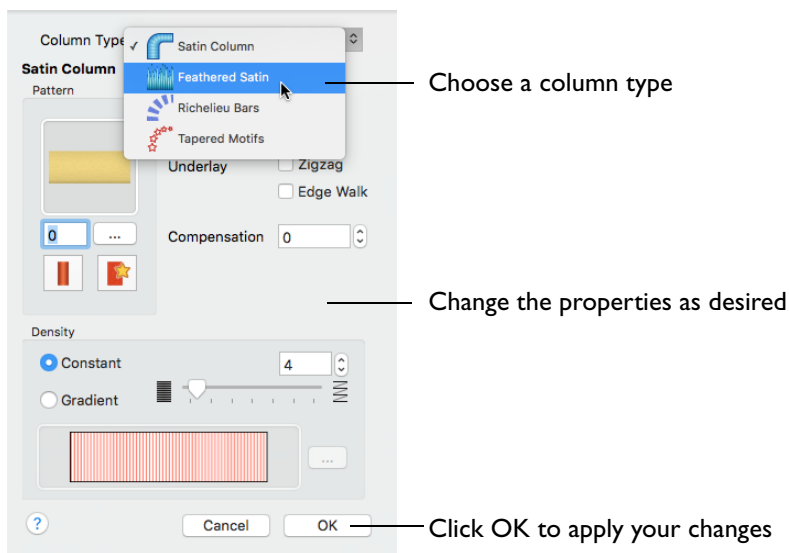 Column Type
✓ Satin Column
Satin Column
Feathered Satin
Choose a column type
Pattern
Richelieu Bars
Tapered Motifs
Underlay
Zigzag
Edge Walk
0
...
Compensation
0
Change the properties as desired
Density
Constant
4
Gradient
...
?
Cancel
OK
Click OK to apply your changes